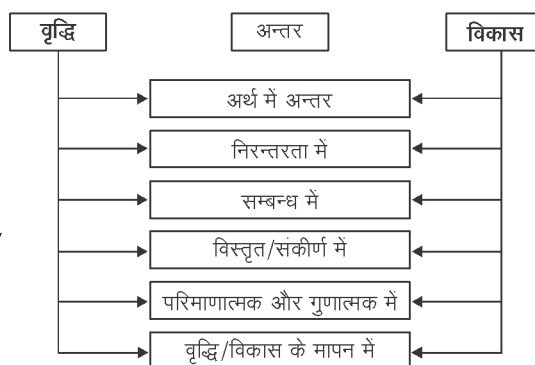 वृद्धि अन्तर विकास
अर्थ में अन्तर
निरन्तरता में
सम्बन्ध में
विस्तृत/संकीर्ण में
परिमाणात्मक और गुणात्मक में
वृद्धि/विकास के मापन में